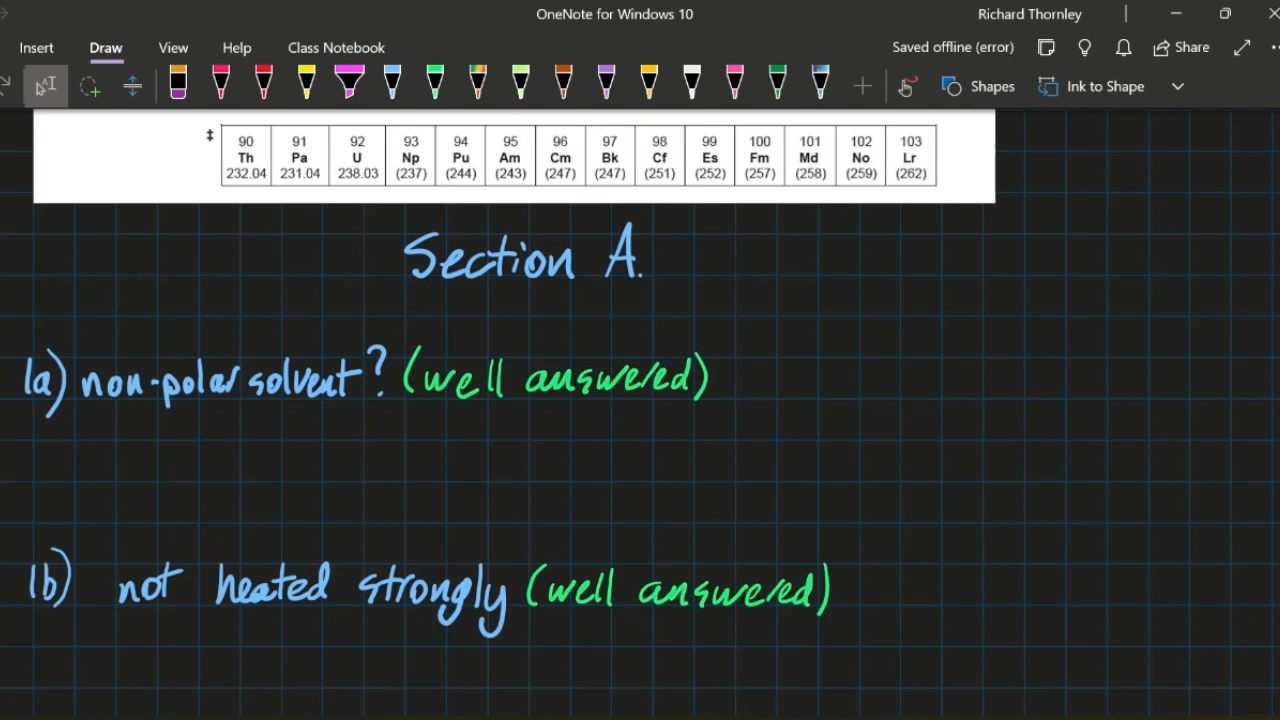 OneNote for Windows 10
Richard Thornley
Insert Draw View Help Class Notebook
Saved offline (error)
Share
Shapes
Ink to Shape
‡
90 91 92 93 94 95 96 97 98 99 100 101 102 103
Th Pa U Np Pu Am Cm Bk Cf Es Fm Md No Lr
232.04 231.04 238.03 (237) (244) (243) (247) (247) (251) (252) (257) (258) (259) (262)
Section A.
1a) non-polar solvent? (well answered)
1b) not heated strongly (well answered)